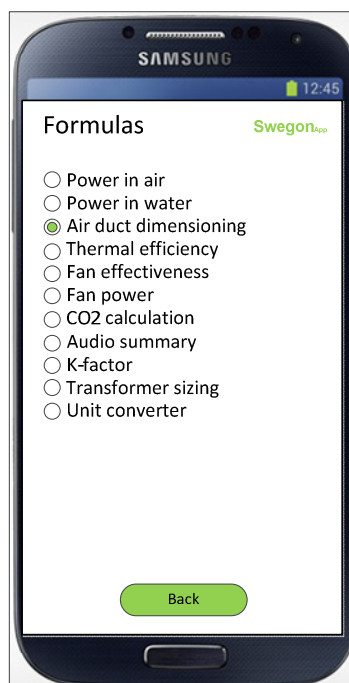 SAMSUNG
12:45
Formulas
SwegonApp
Power in air
Power in water
Air duct dimensioning
Thermal efficiency
Fan effectiveness
Fan power
CO2 calculation
Audio summary
K-factor
Transformer sizing
Unit converter
Back